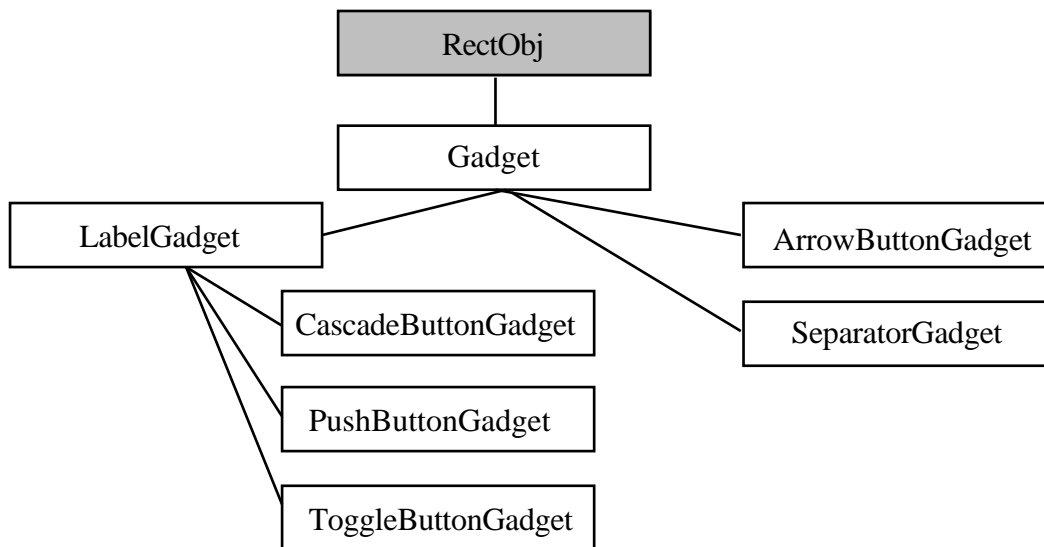 RectObj
Gadget
LabelGadget
ArrowButtonGadget
CascadeButtonGadget
SeparatorGadget
PushButtonGadget
ToggleButtonGadget